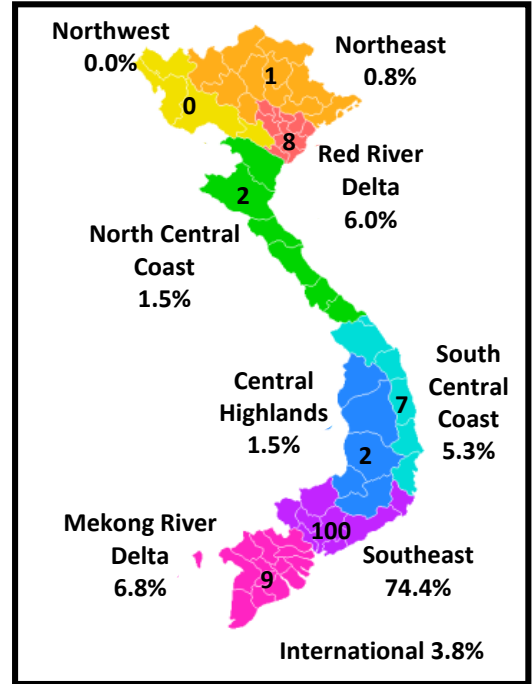 Northwest
0.0%
Northeast
0.8%
1
0
8
Red River
Delta
6.0%
2
North Central
Coast
1.5%
South
Central
Coast
5.3%
7
Central
Highlands
1.5%
2
Mekong River
Delta
6.8%
100
Southeast
74.4%
9
International 3.8%